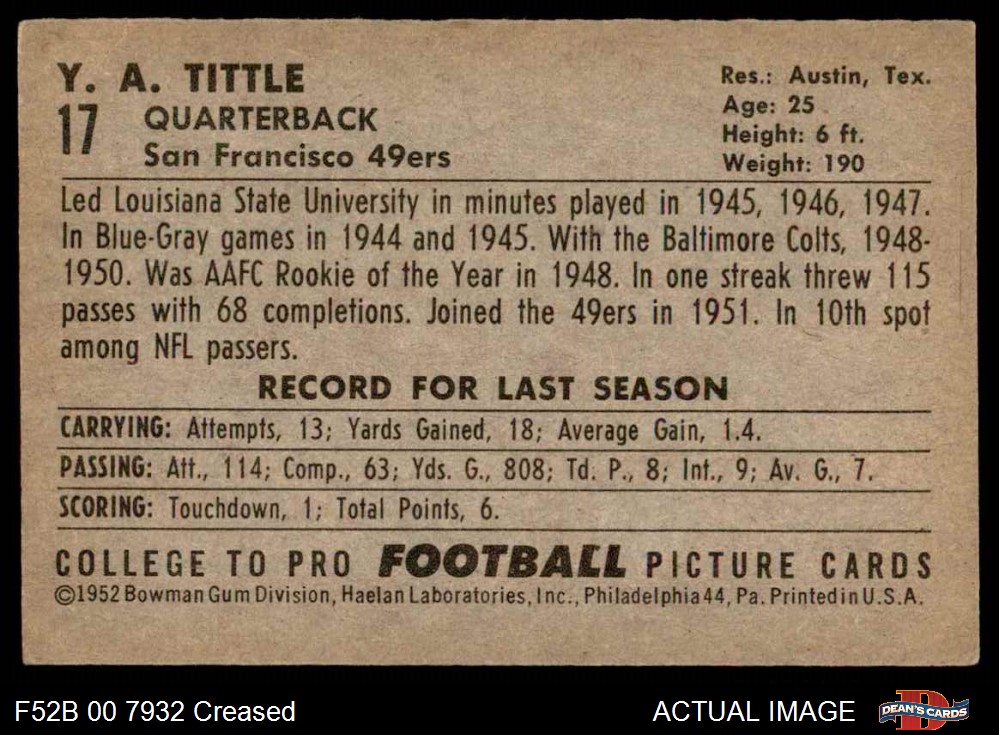 Y. A. TITTLE
17 QUARTERBACK
San Francisco 49ers
Res.: Austin, Tex.
Age: 25
Height: 6 ft.
Weight: 190
Led Louisiana State University in minutes played in 1945, 1946, 1947.
In Blue-Gray games in 1944 and 1945. With the Baltimore Colts, 1948-
1950. Was AAFC Rookie of the Year in 1948. In one streak threw 115
passes with 68 completions. Joined the 49ers in 1951. In 10th spot
among NFL passers.
RECORD FOR LAST SEASON
CARRYING: Attempts, 13; Yards Gained, 18; Average Gain, 1.4.
PASSING: Att., 114; Comp., 63; Yds. G., 808; Td. P., 8; Int., 9; Av. G., 7.
SCORING: Touchdown, 1; Total Points, 6.
COLLEGE TO PRO FOOTBALL PICTURE CARDS
©1952 Bowman Gum Division, Haelan Laboratories, Inc., Philadelphia 44, Pa. Printed in U.S.A.
F52B 00 7932 Creased
ACTUAL IMAGE
DEAN'S CARDS